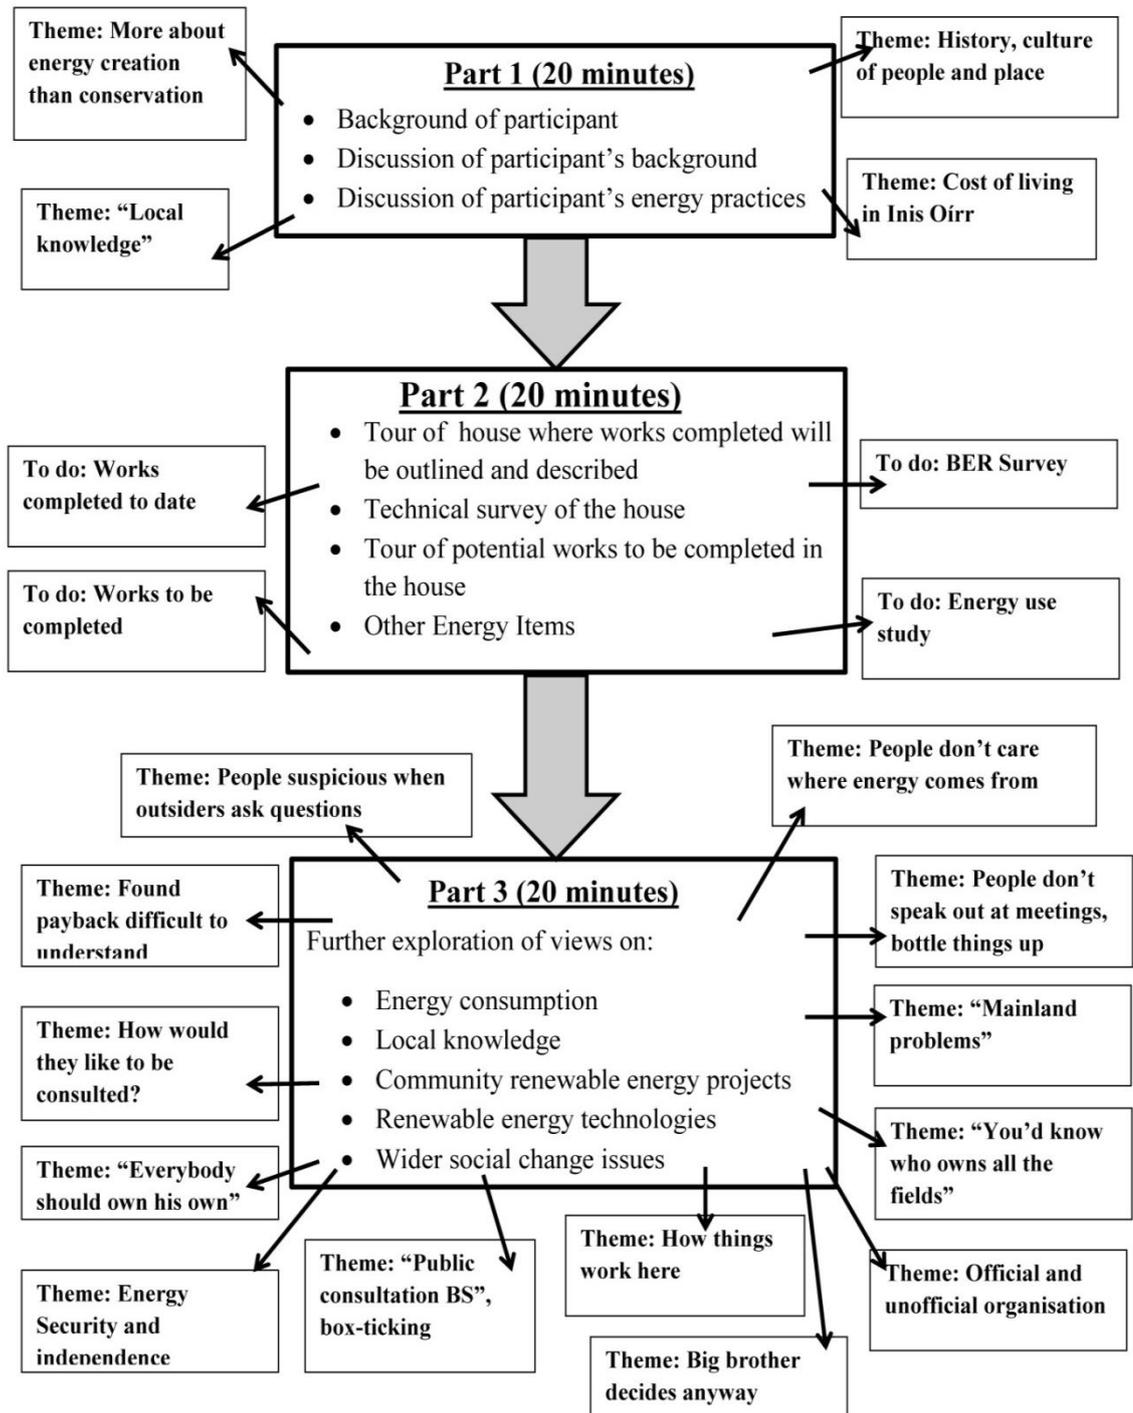 Theme: More about
energy creation
than conservation
Theme: History, culture
of people and place
Part 1 (20 minutes)
• Background of participant
• Discussion of participant’s background
• Discussion of participant’s energy practices
Theme: “Local
knowledge”
Theme: Cost of living
in Inis Oírr
Part 2 (20 minutes)
• Tour of house where works completed will
be outlined and described
• Technical survey of the house
• Tour of potential works to be completed in
the house
• Other Energy Items
To do: Works
completed to date
To do: BER Survey
To do: Works to be
completed
To do: Energy use
study
Theme: People suspicious when
outsiders ask questions
Theme: People don’t care
where energy comes from
Part 3 (20 minutes)
Further exploration of views on:
• Energy consumption
• Local knowledge
• Community renewable energy projects
• Renewable energy technologies
• Wider social change issues
Theme: Found
payback difficult to
understand
Theme: People don’t
speak out at meetings,
bottle things up
Theme: How would
they like to be
consulted?
Theme: “Mainland
problems”
Theme: “Everybody
should own his own”
Theme: “You’d know
who owns all the
fields”
Theme: Energy
Security and
independence
Theme: “Public
consultation BS”,
box-ticking
Theme: How things
work here
Theme: Official and
unofficial organisation
Theme: Big brother
decides anyway